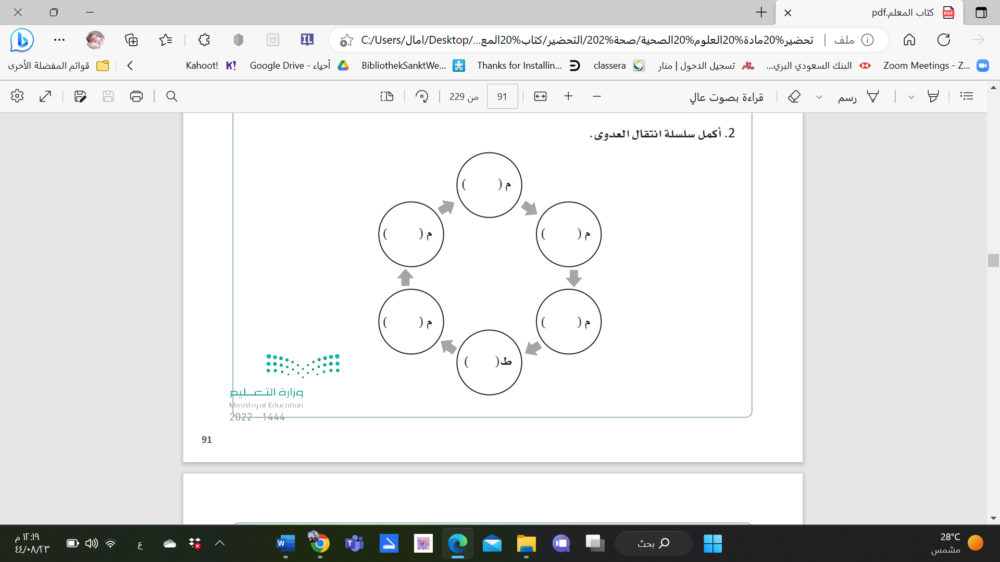 كتاب المعلم.pdf
C:/Users/امال/Desktop/تحضير%20مادة%20العلوم%20الصحية/صحة%202/التحضير/كتاب%20المع...
ملف
Zoom Meetings - Z...
البنك السعودي البري...
تسجيل الدخول | منار
classera
Thanks for Installin...
BibliothekSanktWe...
أحياء - Google Drive
Kahoot!
قوائم المفضلة الأخرى
رسم
قراءة بصوت عالٍ
91
من 229
2. أكمل سلسلة انتقال العدوى.
م ( )
م ( )
م ( )
م ( )
م ( )
ط( )
وزارة التعليم
Ministry of Education
2022 - 1444
91
28°C
مشمس
بحث
ع
١٢:١٩ م
٤٤/٠٨/٢٣